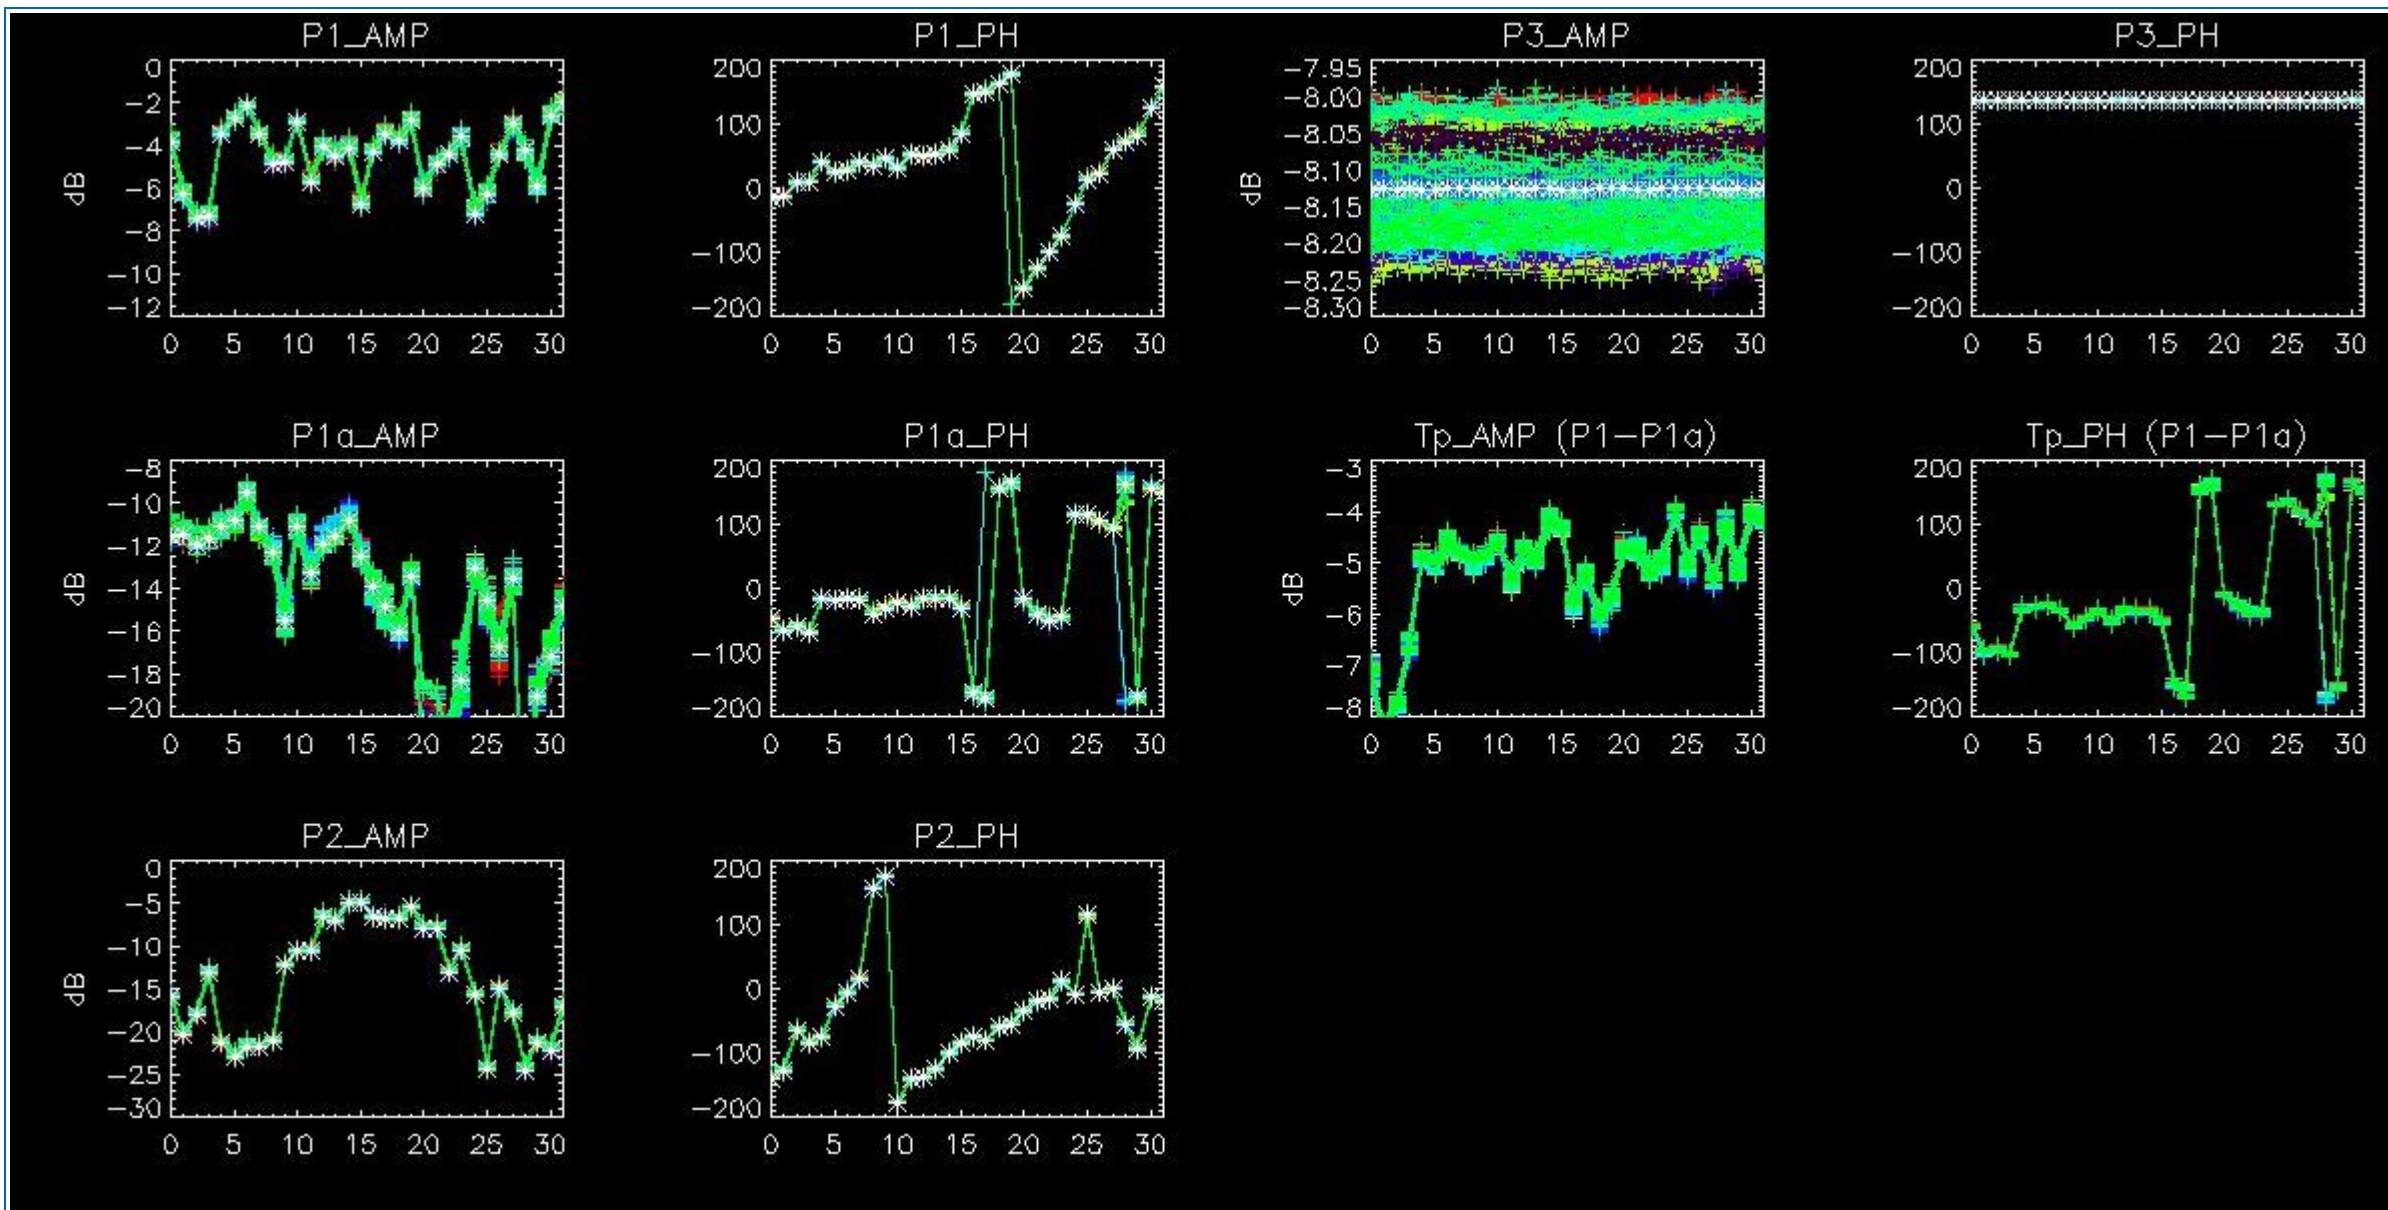 P1_AMP P1_PH P3_AMP P3_PH
0 200 −7.95 200
−2 −8.00
−4 100 −8.05 100
dB −6 0 dB −8.10 0
−8 −8.15
−10 −100 −8.20 −100
−12 −200 −8.25 −200
−8.30
0 5 10 15 20 25 30 0 5 10 15 20 25 30 0 5 10 15 20 25 30 0 5 10 15 20 25 30
P1a_AMP P1a_PH Tp_AMP (P1−P1a) Tp_PH (P1−P1a)
−8 200 −3 200
−10 100 −4 100
−12
dB −14 0 dB −5 0
−16 −6
−18 −100 −7 −100
−20 −200 −8 −200
0 5 10 15 20 25 30 0 5 10 15 20 25 30 0 5 10 15 20 25 30 0 5 10 15 20 25 30
P2_AMP P2_PH
0 200
−5 100
−10
dB −15 0
−20
−25 −100
−30 −200
0 5 10 15 20 25 30 0 5 10 15 20 25 30